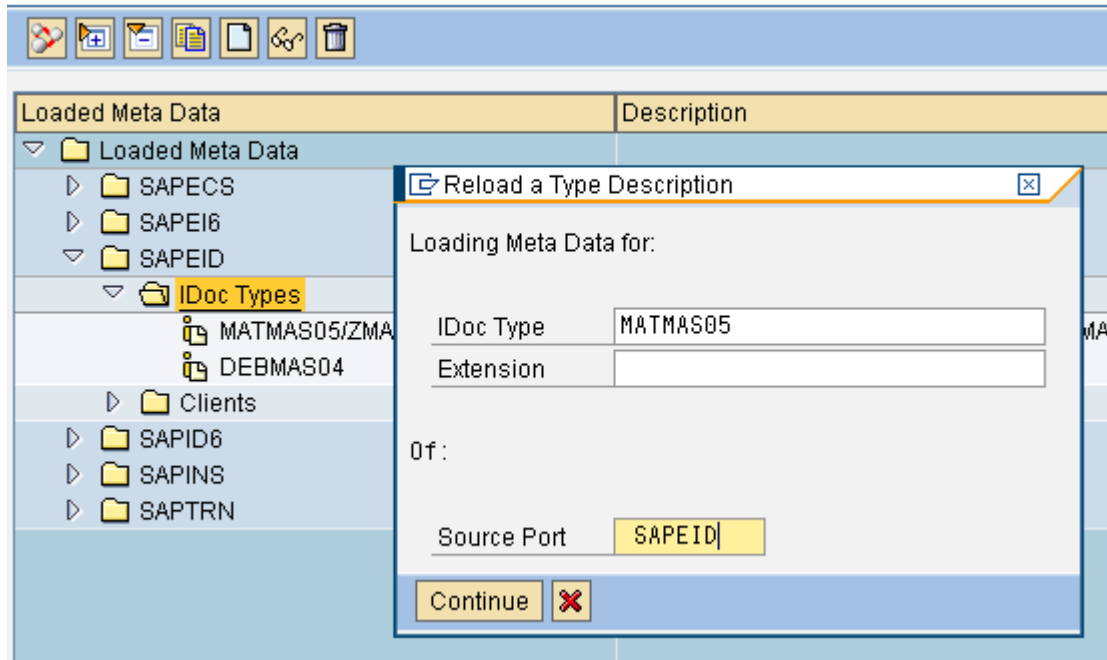 Loaded Meta Data Description
Loaded Meta Data
SAPECS
SAPEI6
SAPEID
IDoc Types
MATMAS05/ZMA
DEBMAS04
Clients
SAPID6
SAPINS
SAPTRN
Reload a Type Description
Loading Meta Data for:
IDoc Type MATMAS05
Extension
Of:
Source Port SAPEID
Continue